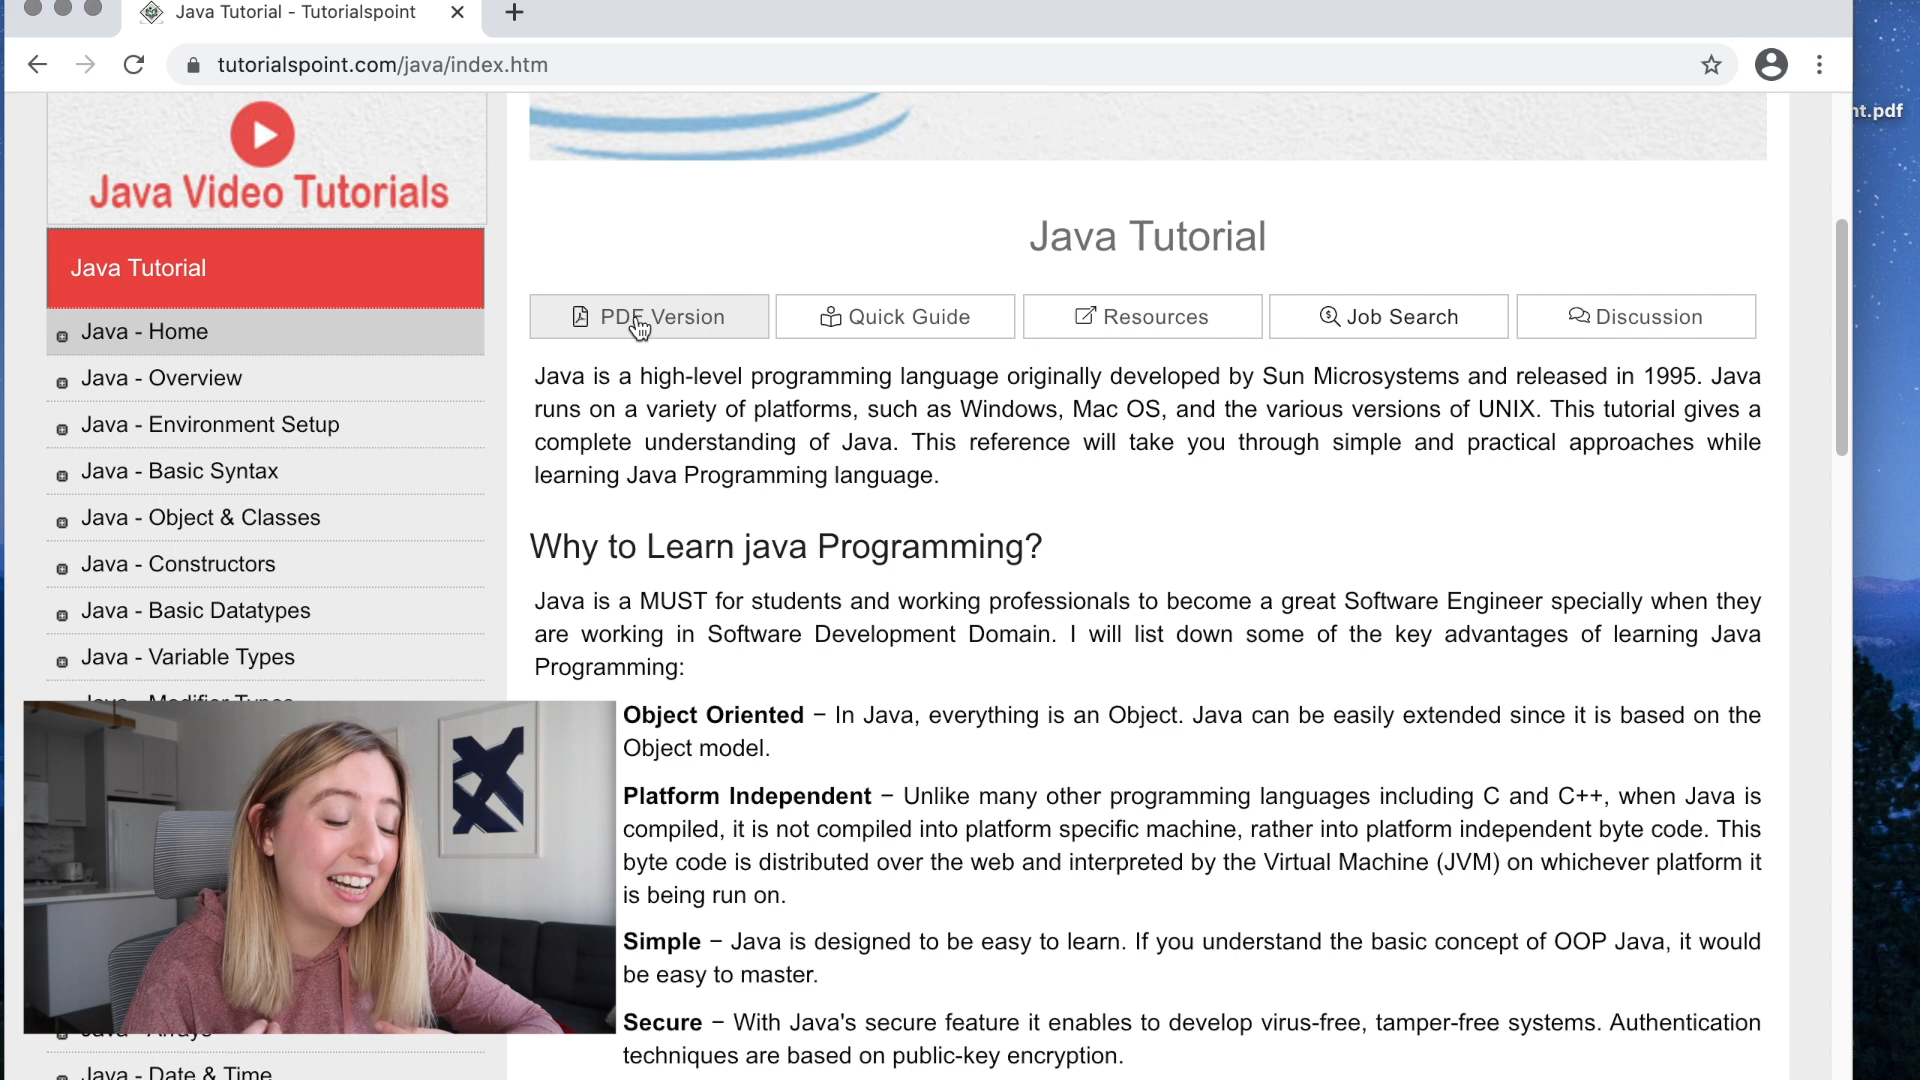 Java Tutorial - Tutorialspoint
tutorialspoint.com/java/index.htm
nt.pdf
Java Video Tutorials
Java Tutorial
Java - Home
Java - Overview
Java - Environment Setup
Java - Basic Syntax
Java - Object & Classes
Java - Constructors
Java - Basic Datatypes
Java - Variable Types
Java - Modifier Types
Java - Arrays
Java - Date & Time
Java Tutorial
PDF Version
Quick Guide
Resources
Job Search
Discussion
Java is a high-level programming language originally developed by Sun Microsystems and released in 1995. Java
runs on a variety of platforms, such as Windows, Mac OS, and the various versions of UNIX. This tutorial gives a
complete understanding of Java. This reference will take you through simple and practical approaches while
learning Java Programming language.
Why to Learn java Programming?
Java is a MUST for students and working professionals to become a great Software Engineer specially when they
are working in Software Development Domain. I will list down some of the key advantages of learning Java
Programming:
Object Oriented − In Java, everything is an Object. Java can be easily extended since it is based on the
Object model.
Platform Independent − Unlike many other programming languages including C and C++, when Java is
compiled, it is not compiled into platform specific machine, rather into platform independent byte code. This
byte code is distributed over the web and interpreted by the Virtual Machine (JVM) on whichever platform it
is being run on.
Simple − Java is designed to be easy to learn. If you understand the basic concept of OOP Java, it would
be easy to master.
Secure − With Java's secure feature it enables to develop virus-free, tamper-free systems. Authentication
techniques are based on public-key encryption.